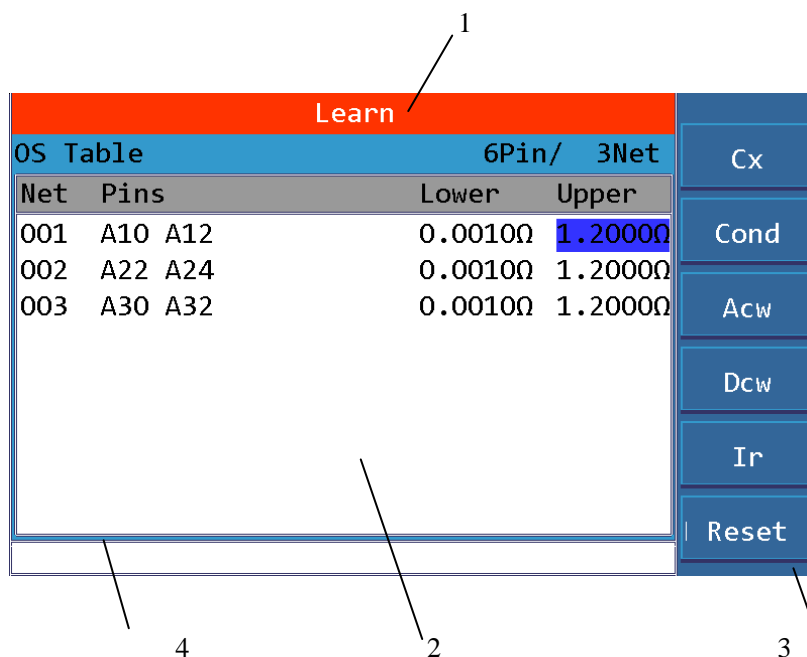 1
Learn
OS Table 6Pin/ 3Net
Net Pins Lower Upper
001 A10 A12 0.0010Ω 1.2000Ω
002 A22 A24 0.0010Ω 1.2000Ω
003 A30 A32 0.0010Ω 1.2000Ω
Cx
Cond
Acw
Dcw
Ir
Reset
4 2 3